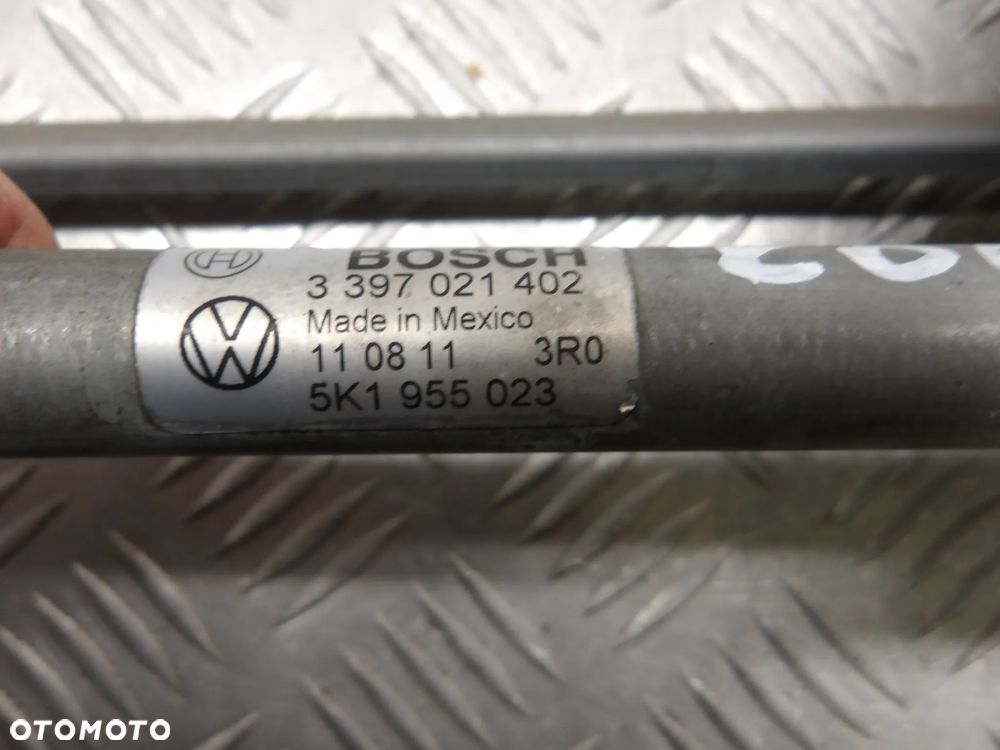 BOSCH
3 397 021 402
Made in Mexico
11 08 11 3R0
5K1 955 023
OTOMOTO